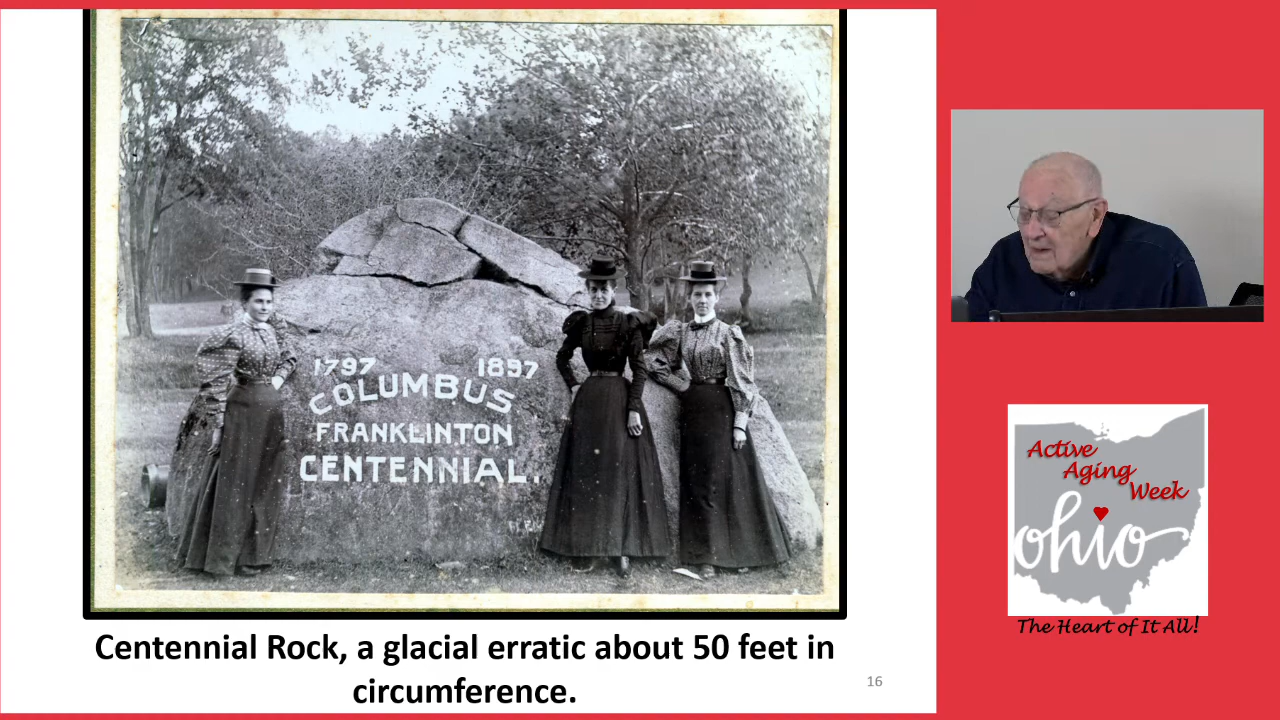 1797 1897
COLUMBUS
FRANKLINTON
CENTENNIAL.
Centennial Rock, a glacial erratic about 50 feet in
circumference.
16
Active
Aging
Week
ohio
The Heart of It All!